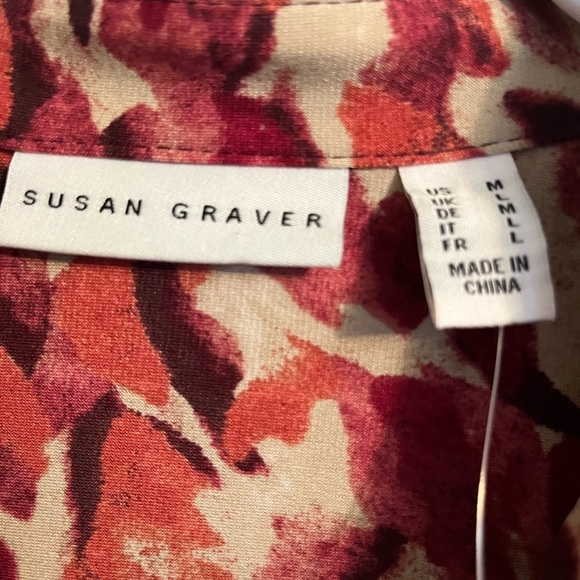 SUSAN GRAVER
US M
UK L
DE M
IT L
FR L
MADE IN
CHINA